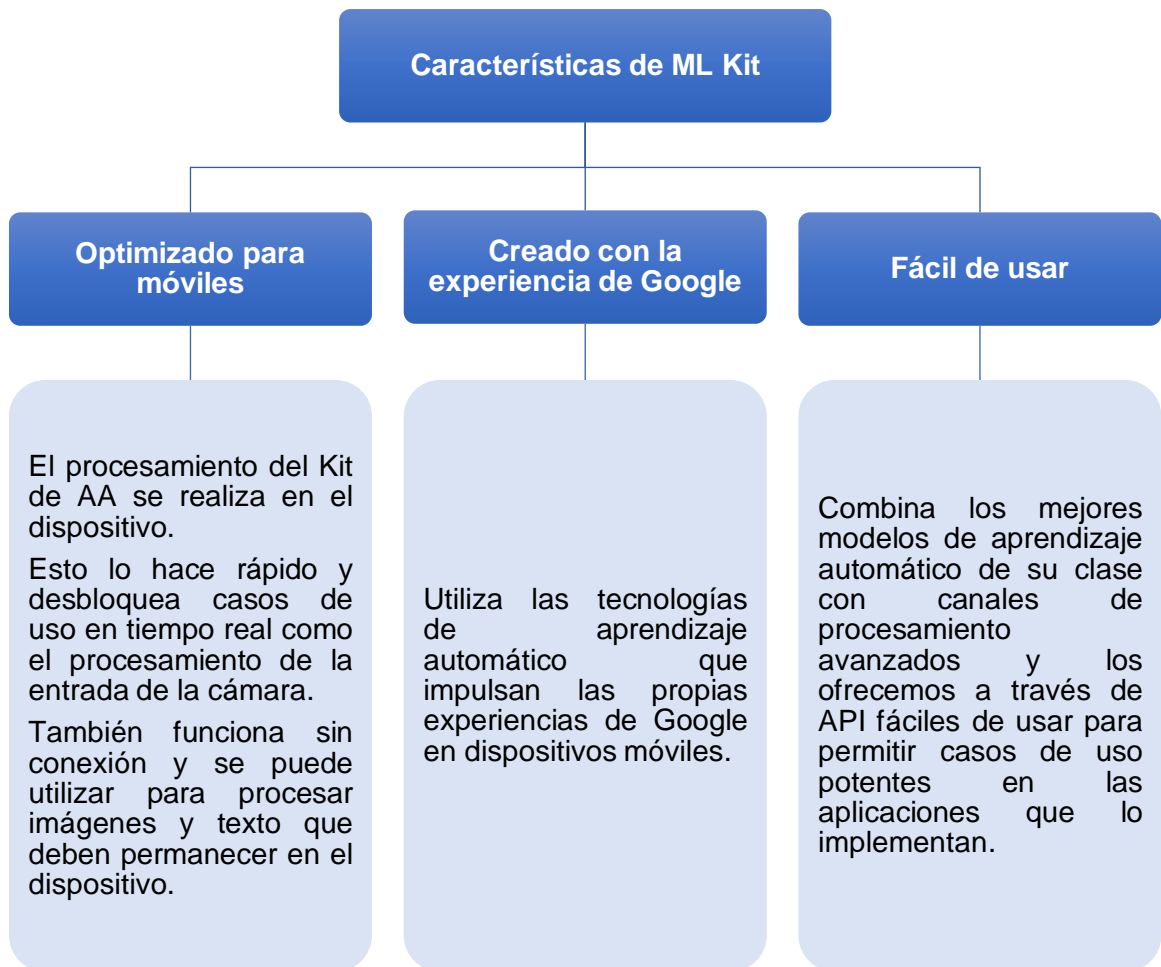 Características de ML Kit
Optimizado para
móviles
El procesamiento del Kit
de AA se realiza en el
dispositivo.
Esto lo hace rápido y
desbloquea casos de
uso en tiempo real como
el procesamiento de la
entrada de la cámara.
También funciona sin
conexión y se puede
utilizar para procesar
imágenes y texto que
deben permanecer en el
dispositivo.
Creado con la
experiencia de Google
Utiliza las tecnologías
de aprendizaje
automático que
impulsan las propias
experiencias de Google
en dispositivos móviles.
Fácil de usar
Combina los mejores
modelos de aprendizaje
automático de su clase
con canales de
procesamiento
avanzados y los
ofrecemos a través de
API fáciles de usar para
permitir casos de uso
potentes en las
aplicaciones que lo
implementan.